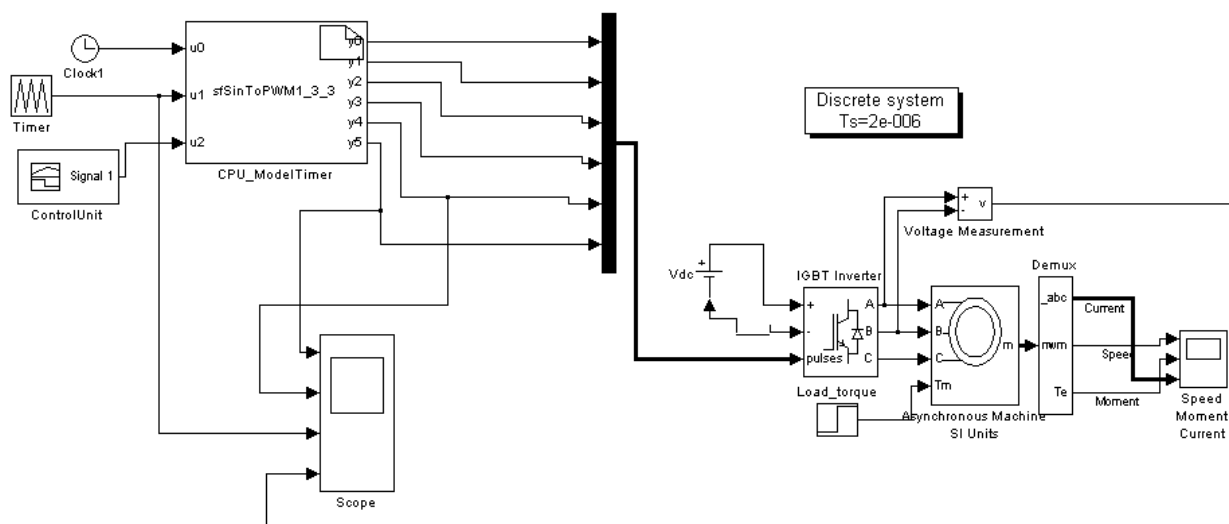 u0
u1
u2
sfSinToPWM1_3_3
y0
y1
y2
y3
y4
y5
CPU_ModelTimer
Clock1
Timer
Signal 1
ControlUnit
Scope
Discrete system
Ts=2e-006
+
-
v
Voltage Measurement
Vdc
+
IGBT Inverter
+
-
pulses
A
B
C
Load_torque
A
B
C
Tm
m
Asynchronous Machine
SI Units
Demux
_abc
Te
Current
Speed
Moment
Speed
Moment
Current